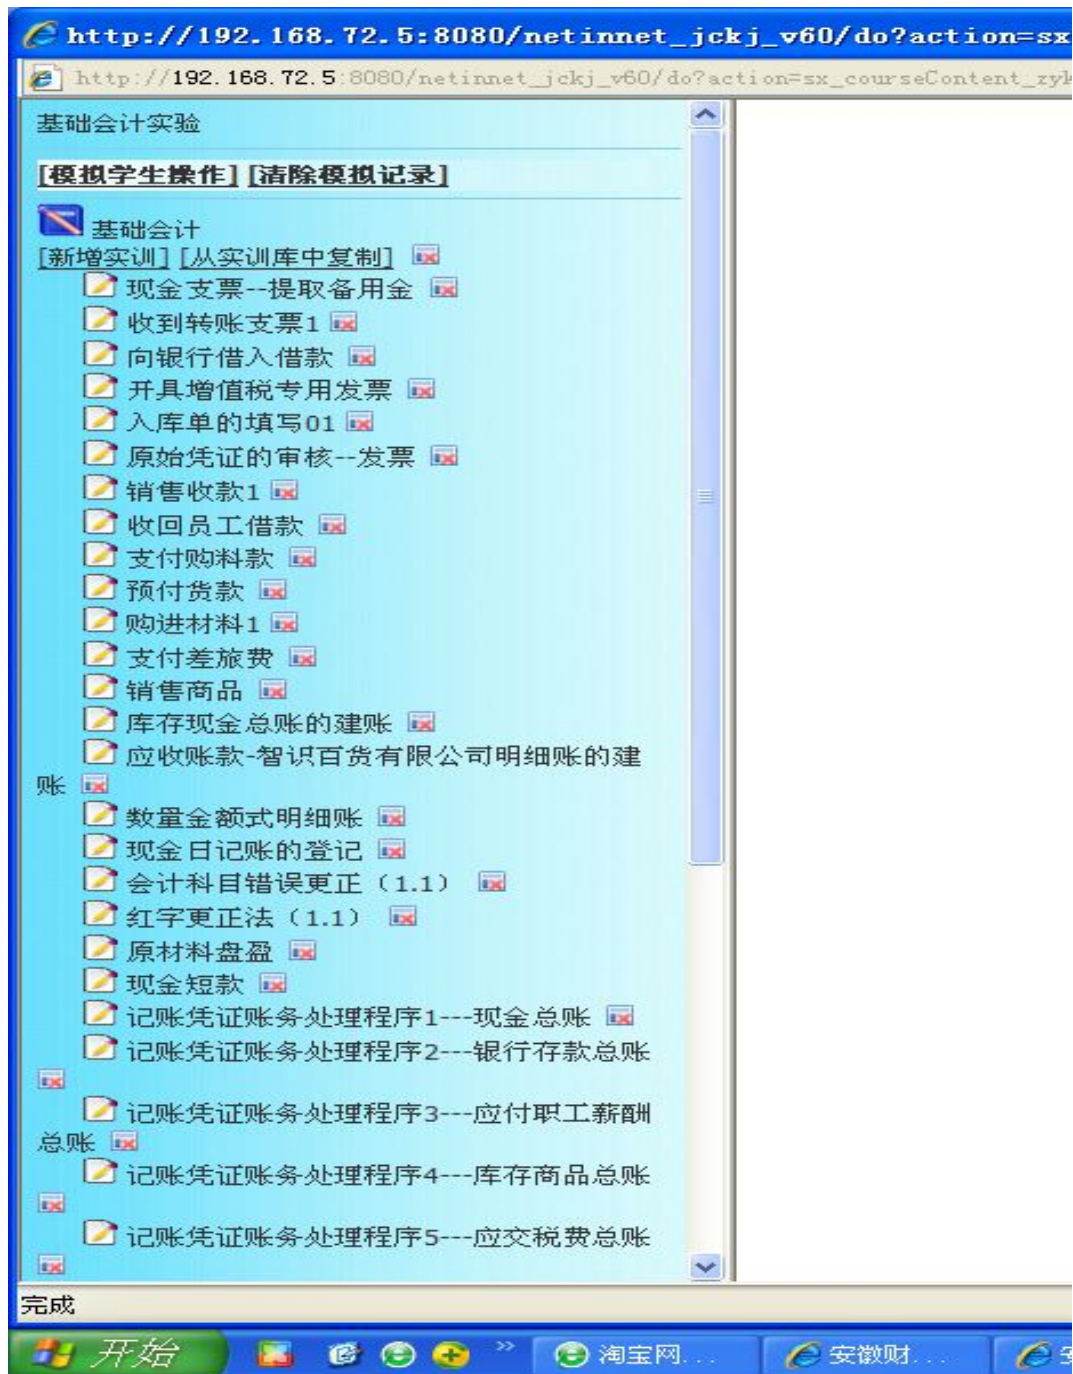 http://192.168.72.5:8080/netinnet_jckj_v60/do?action=sx
http://192.168.72.5:8080/netinnet_jckj_v60/do?action=sx_courseContent_zyk
基础会计实验
[模拟学生操作] [清除模拟记录]
基础会计
[新增实训] [从实训库中复制]
现金支票--提取备用金
收到转账支票1
向银行借入借款
开具增值税专用发票
入库单的填写01
原始凭证的审核--发票
销售收款1
收回员工借款
支付购料款
预付货款
购进材料1
支付差旅费
销售商品
库存现金总账的建账
应收账款-智识百货有限公司明细账的建
账
数量金额式明细账
现金日记账的登记
会计科目错误更正（1.1）
红字更正法（1.1）
原材料盘盈
现金短款
记账凭证账务处理程序1---现金总账
记账凭证账务处理程序2---银行存款总账
记账凭证账务处理程序3---应付职工薪酬
总账
记账凭证账务处理程序4---库存商品总账
记账凭证账务处理程序5---应交税费总账
完成
开始 淘宝网... 安徽财...